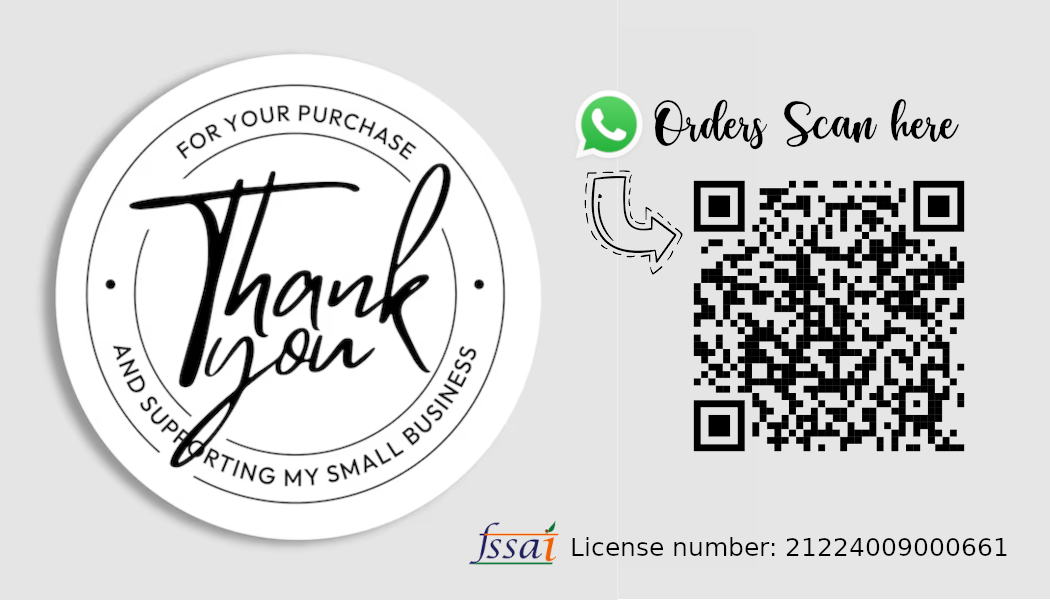 FOR YOUR PURCHASE
Thank
you
AND SUPPORTING MY SMALL BUSINESS
Orders Scan here
fssai License number: 21224009000661